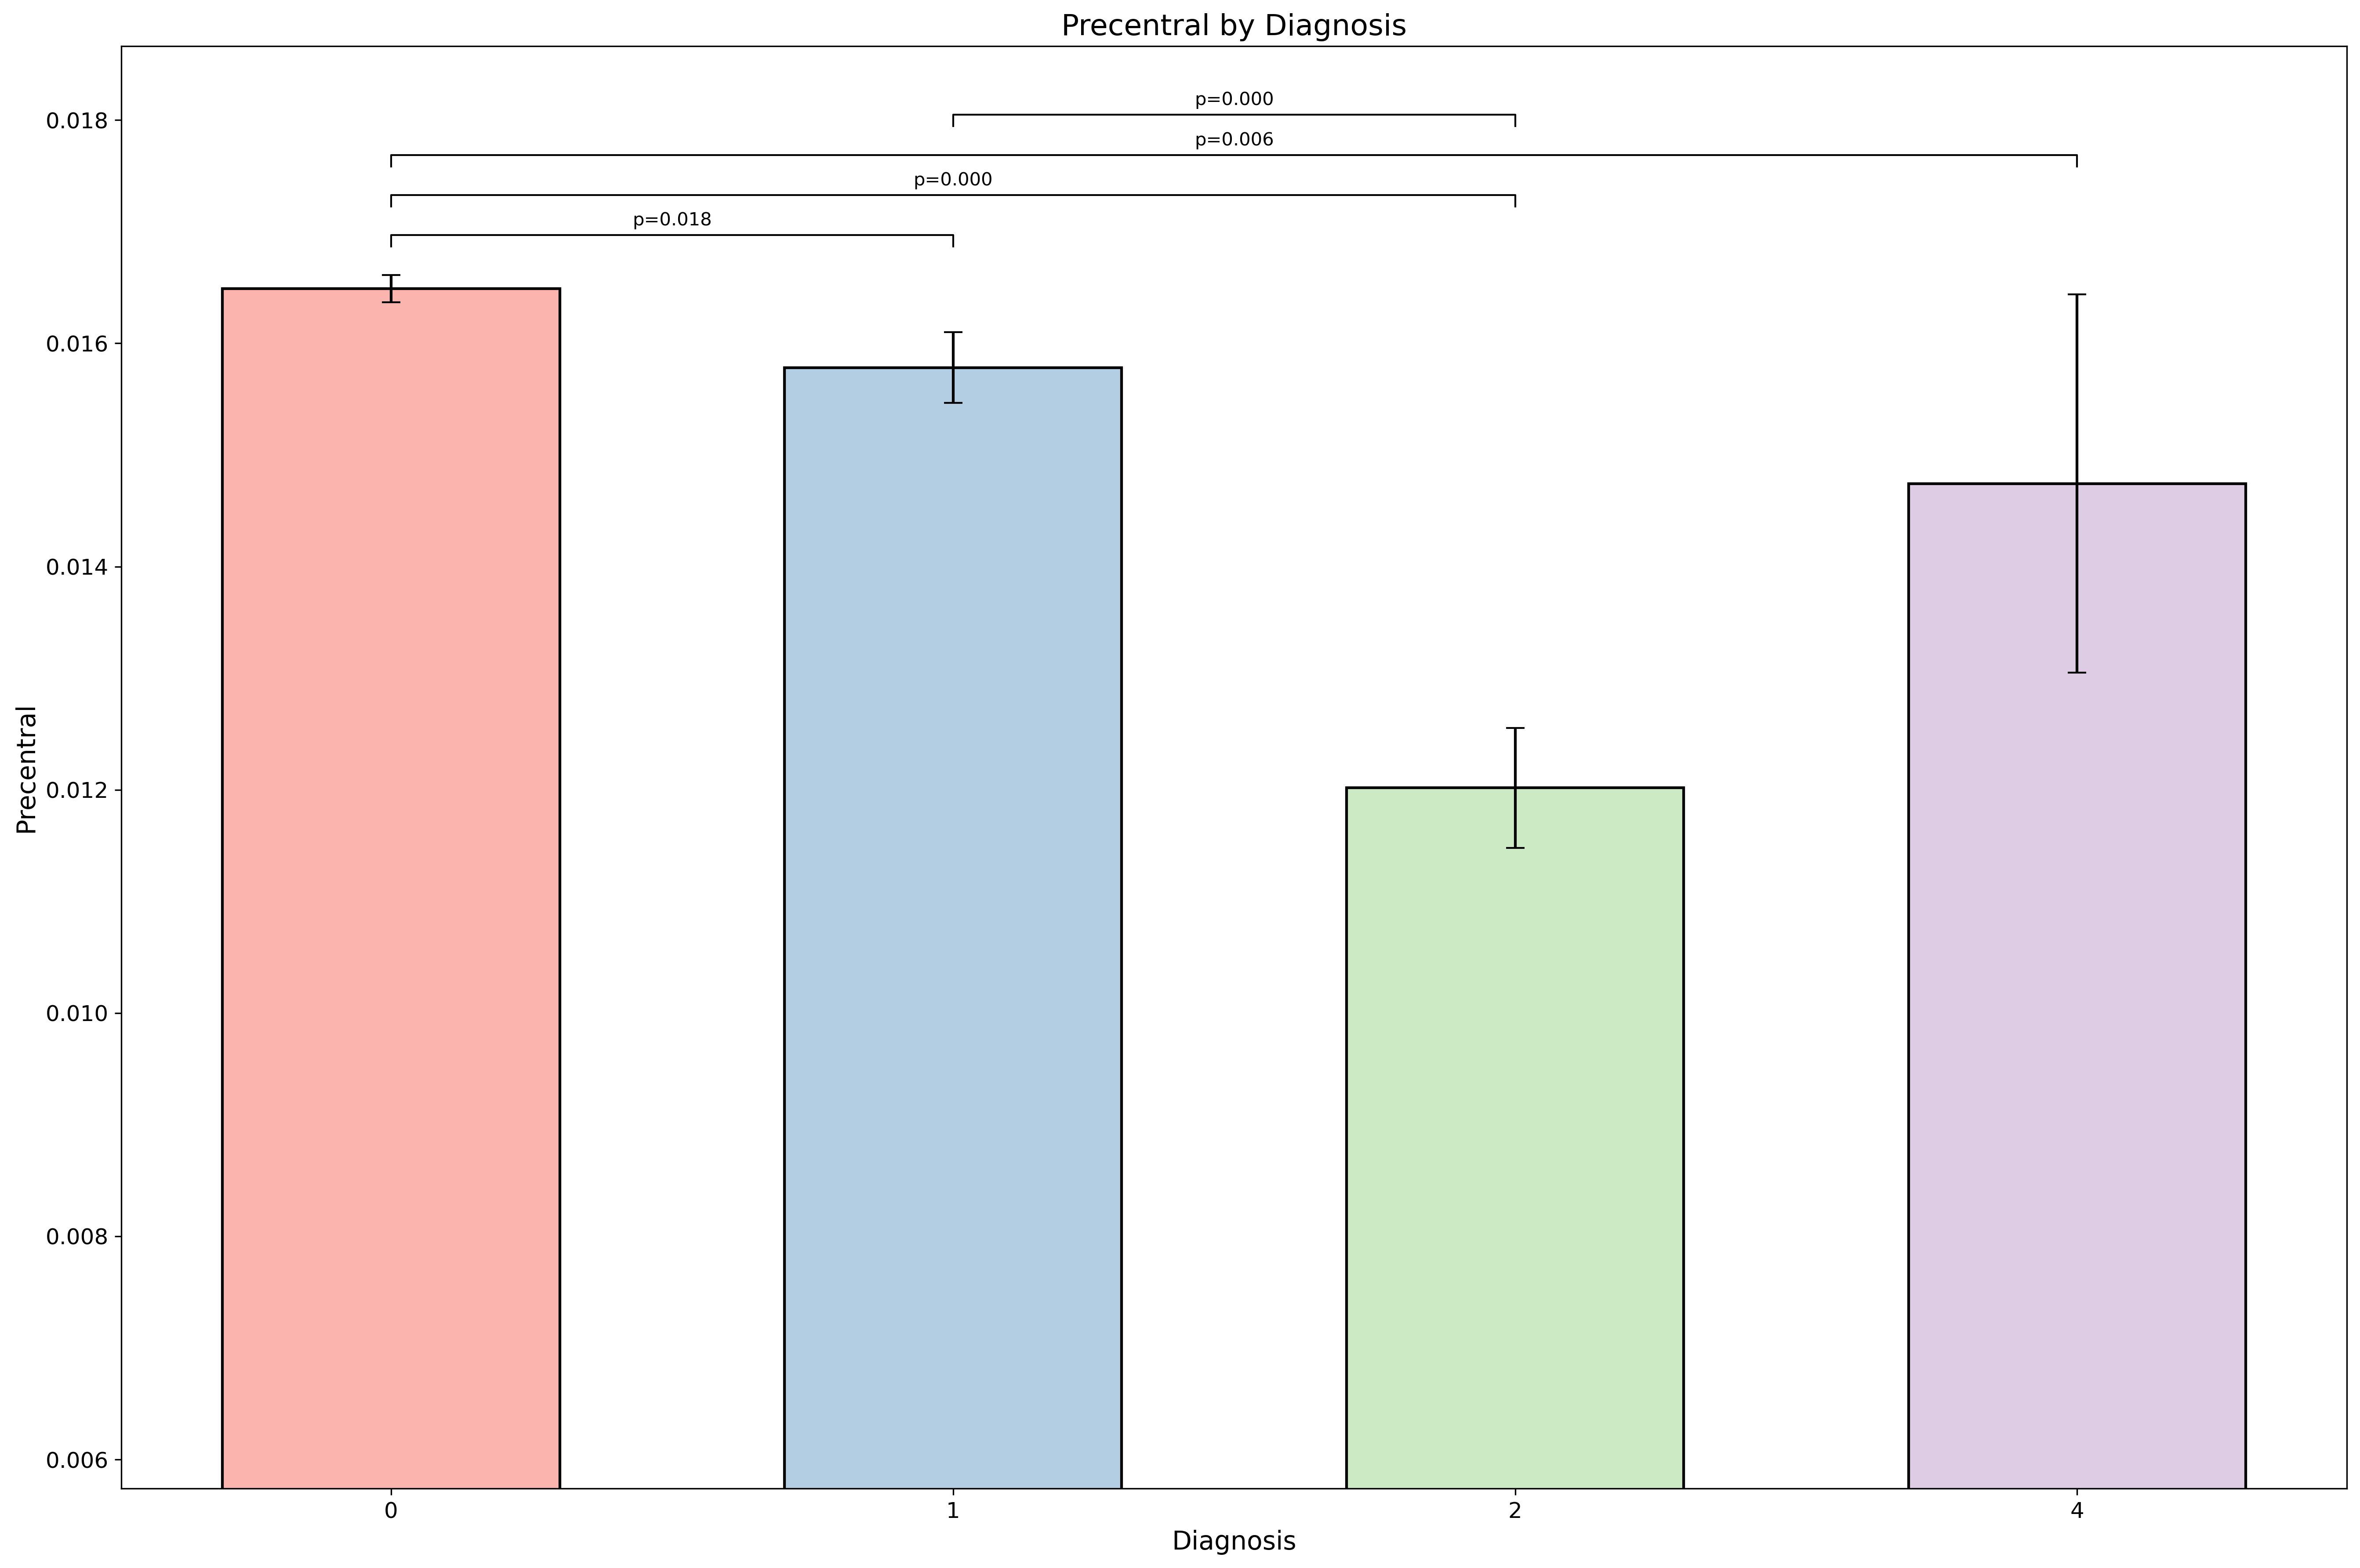 Precentral by Diagnosis
p=0.000
p=0.006
p=0.000
p=0.018
0.018
0.016
0.014
0.012
0.010
0.008
0.006
Precentral
0 1 2 4
Diagnosis